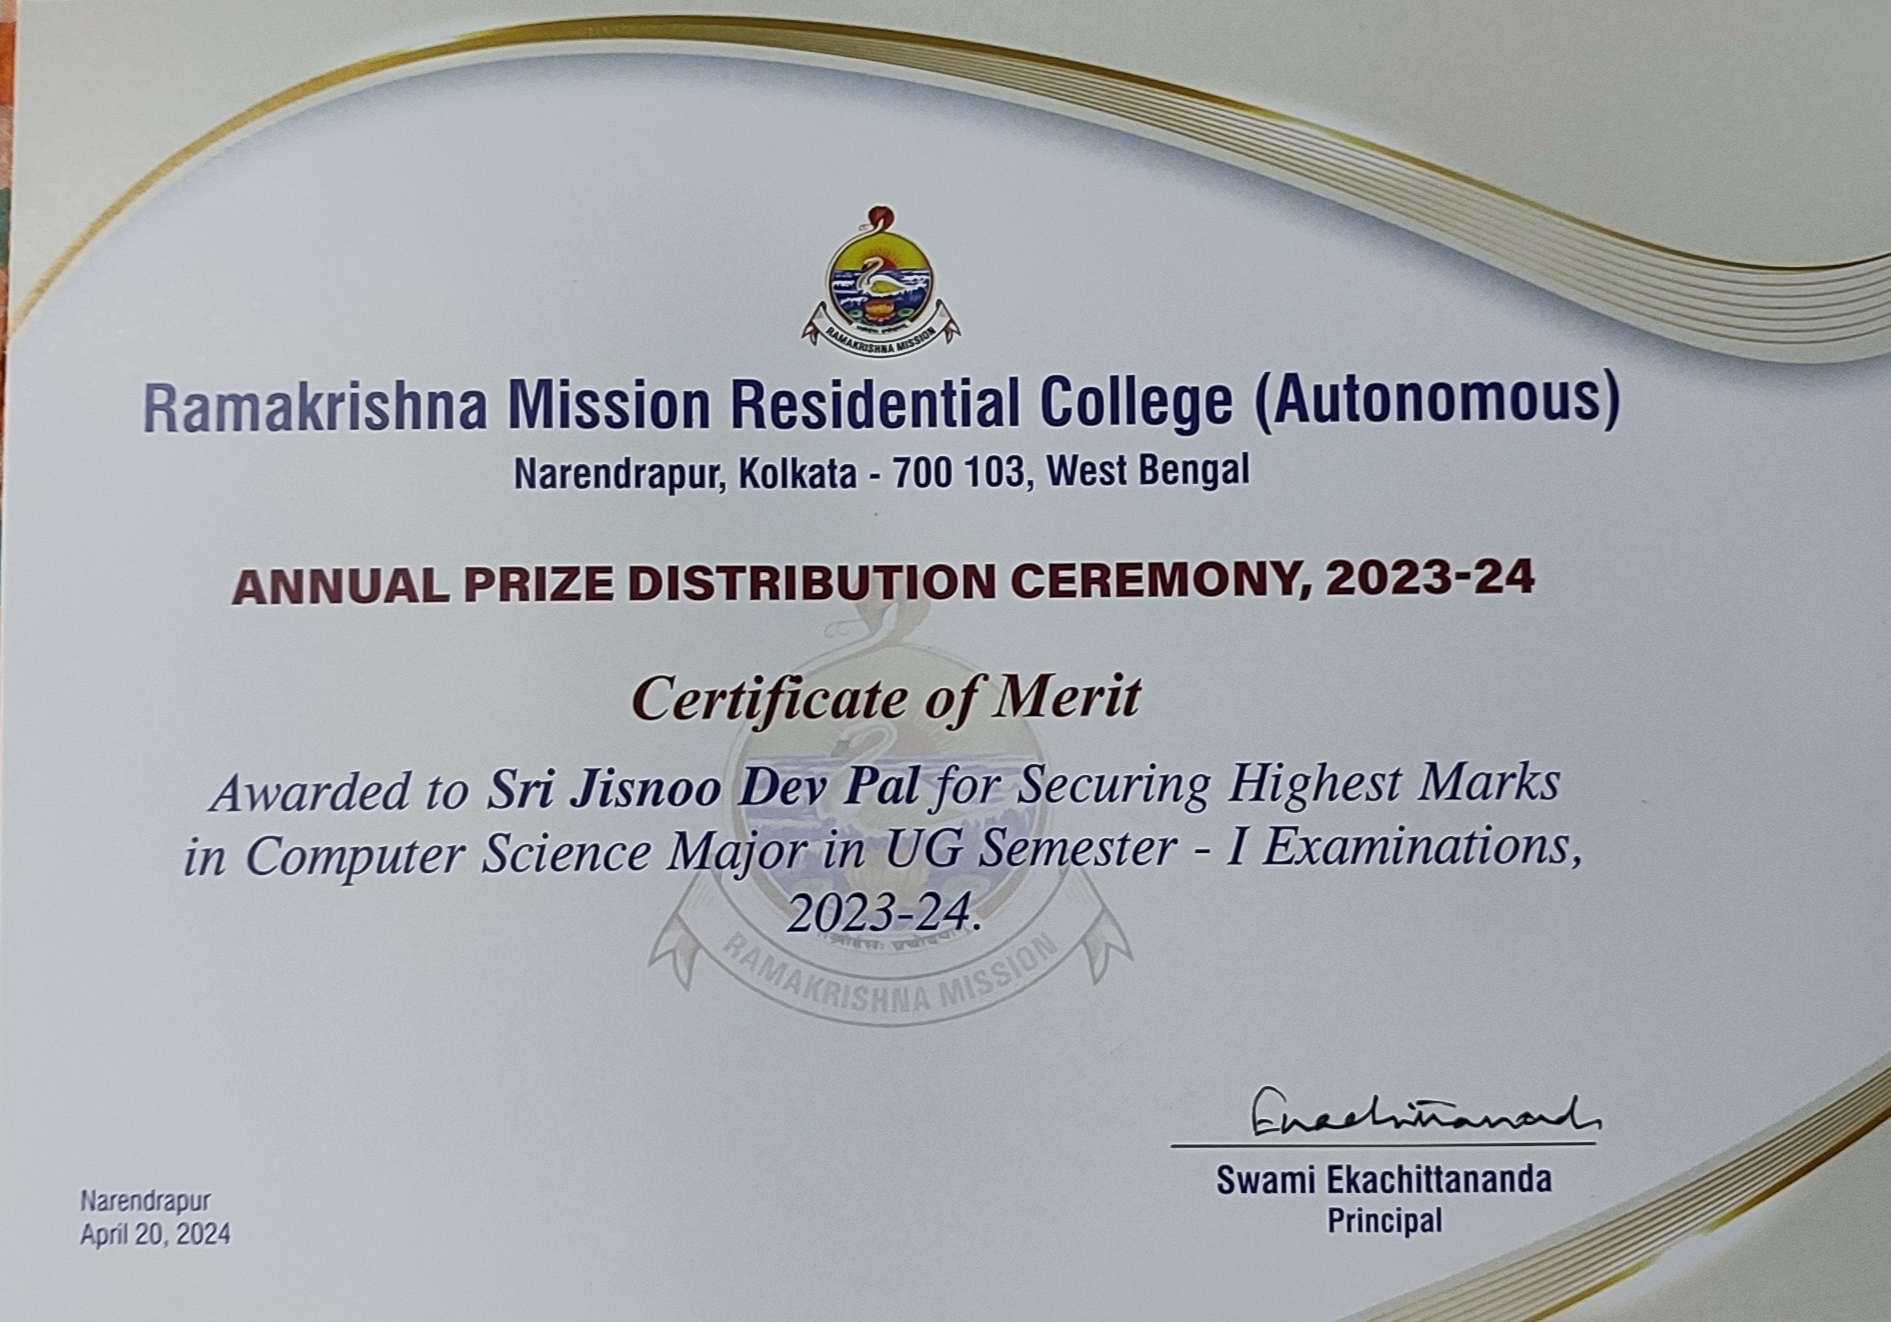 RAMAKRISHNA MISSION
Ramakrishna Mission Residential College (Autonomous)
Narendrapur, Kolkata - 700 103, West Bengal
ANNUAL PRIZE DISTRIBUTION CEREMONY, 2023-24
Certificate of Merit
Awarded to Sri Jisnoo Dev Pal for Securing Highest Marks
in Computer Science Major in UG Semester - I Examinations,
2023-24.
RAMAKRISHNA MISSION
Swami Ekachittananda
Principal
Narendrapur
April 20, 2024